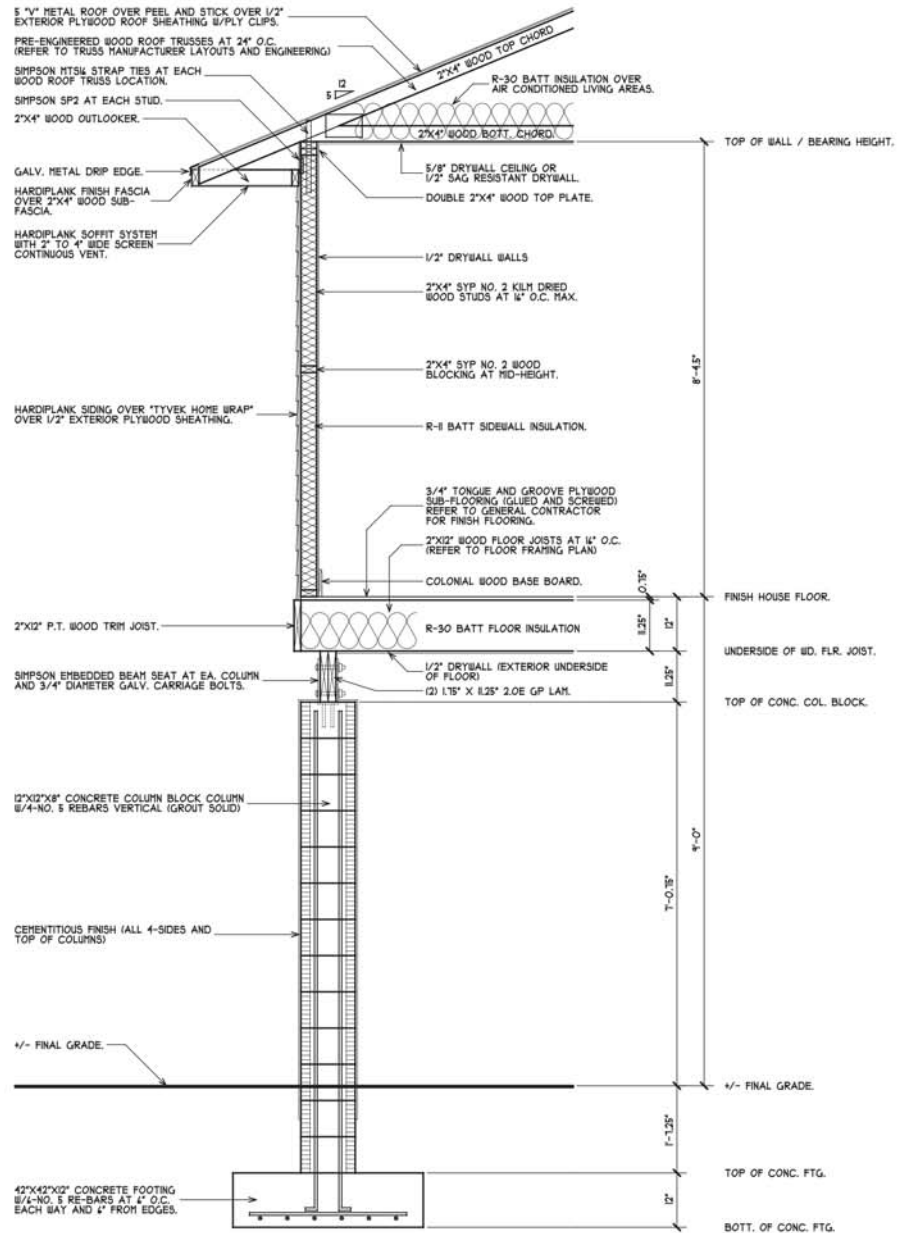 5 "V" METAL ROOF OVER PEEL AND STICK OVER 1/2"
EXTERIOR PLYWOOD ROOF SHEATHING W/PLY CLIPS.
PRE-ENGINEERED WOOD ROOF TRUSSES AT 24" O.C.
(REFER TO TRUSS MANUFACTURER LAYOUTS AND ENGINEERING)
SIMPSON MTS16 STRAP TIES AT EACH
WOOD ROOF TRUSS LOCATION.
SIMPSON SP2 AT EACH STUD.
2"X4" WOOD OUTLOOKER.
GALV. METAL DRIP EDGE.
HARDIPLANK FINISH FASCIA
OVER 2"X4" WOOD SUB-
FASCIA.
HARDIPLANK SOFFIT SYSTEM
WITH 2" TO 4" WIDE SCREEN
CONTINUOUS VENT.
12
5
2"X4" WOOD TOP CHORD
R-30 BATT INSULATION OVER
AIR CONDITIONED LIVING AREAS.
2"X4" WOOD BOTT. CHORD.
TOP OF WALL / BEARING HEIGHT.
5/8" DRYWALL CEILING OR
1/2" SAG RESISTANT DRYWALL.
DOUBLE 2"X4" WOOD TOP PLATE.
1/2" DRYWALL WALLS
2"X4" SYP NO. 2 KILM DRIED
WOOD STUDS AT 16" O.C. MAX.
2"X4" SYP NO. 2 WOOD
BLOCKING AT MID-HEIGHT.
8'-4.5"
HARDIPLANK SIDING OVER "TYVEK HOME WRAP"
OVER 1/2" EXTERIOR PLYWOOD SHEATHING.
R-11 BATT SIDEWALL INSULATION.
3/4" TONGUE AND GROOVE PLYWOOD
SUB-FLOORING (GLUED AND SCREWED)
REFER TO GENERAL CONTRACTOR
FOR FINISH FLOORING.
2"X12" WOOD FLOOR JOISTS AT 16" O.C.
(REFER TO FLOOR FRAMING PLAN)
COLONIAL WOOD BASE BOARD.
0.75"
FINISH HOUSE FLOOR.
2"X12" P.T. WOOD TRIM JOIST.
R-30 BATT FLOOR INSULATION
11.25"
12"
UNDERSIDE OF WD. FLR. JOIST.
1/2" DRYWALL (EXTERIOR UNDERSIDE
OF FLOOR)
SIMPSON EMBEDDED BEAM SEAT AT EA. COLUMN
AND 3/4" DIAMETER GALV. CARRIAGE BOLTS.
(2) 1.75" X 11.25" 2.0E GP LAM.
11.25"
TOP OF CONC. COL. BLOCK.
12"X12"X8" CONCRETE COLUMN BLOCK COLUMN
W/4-NO. 5 REBARS VERTICAL (GROUT SOLID)
9'-0"
7'-0.75"
CEMENTITIOUS FINISH (ALL 4-SIDES AND
TOP OF COLUMNS)
+/- FINAL GRADE.
+/- FINAL GRADE.
1'-7.25"
TOP OF CONC. FTG.
42"X42"X12" CONCRETE FOOTING
W/6-NO. 5 RE-BARS AT 6" O.C.
EACH WAY AND 6" FROM EDGES.
12"
BOTT. OF CONC. FTG.